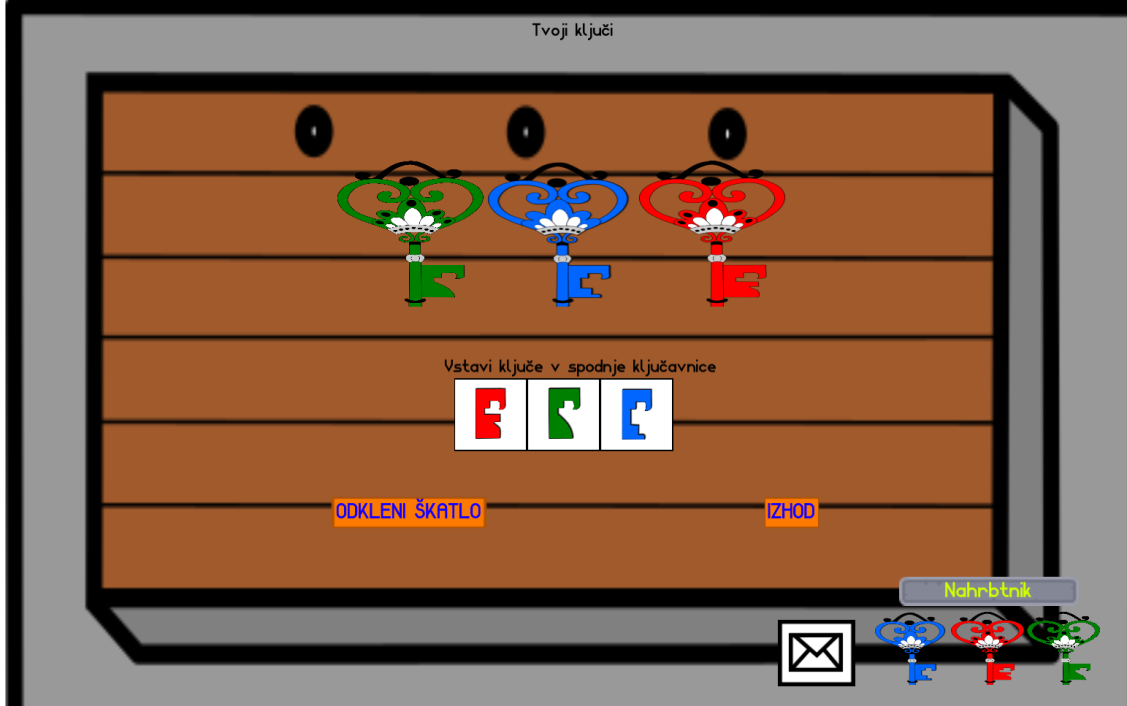 Tvoji ključi
Vstavi ključe v spodnje ključavnice
ODKLENI ŠKATLO
IZHOD
Nahrbtnik